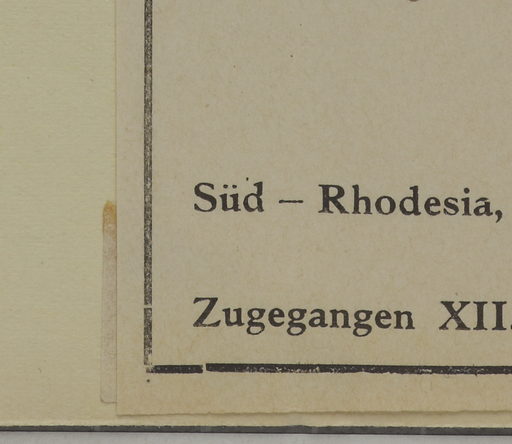 Süd – Rhodesia,
Zugegangen XII.